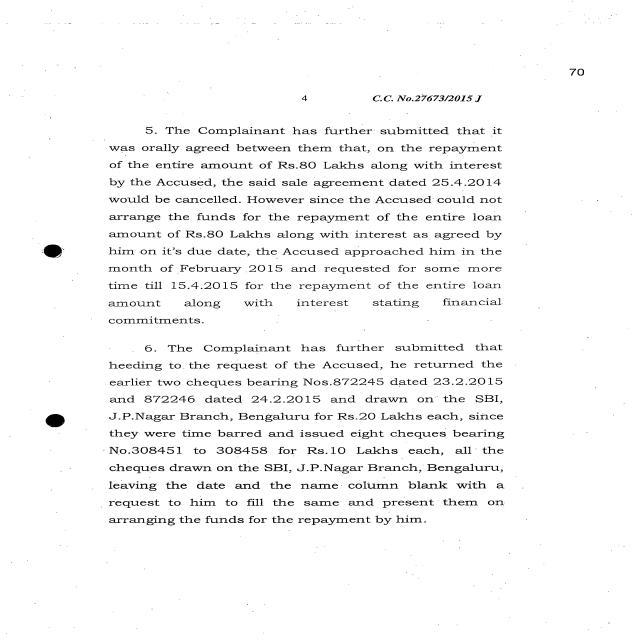 70
4 C.C. No.27673/2015 J
5. The Complainant has further submitted that it
was orally agreed between them that, on the repayment
of the entire amount of Rs.80 Lakhs along with interest
by the Accused, the said sale agreement dated 25.4.2014
would be cancelled. However since the Accused could not
arrange the funds for the repayment of the entire loan
amount of Rs.80 Lakhs along with interest as agreed by
him on it's due date, the Accused approached him in the
month of February 2015 and requested for some more
time till 15.4.2015 for the repayment of the entire loan
amount along with interest stating financial
commitments.
6. The Complainant has further submitted that
heeding to the request of the Accused, he returned the
earlier two cheques bearing Nos.872245 dated 23.2.2015
and 872246 dated 24.2.2015 and drawn on the SBI,
J.P.Nagar Branch, Bengaluru for Rs.20 Lakhs each, since
they were time barred and issued eight cheques bearing
No.308451 to 308458 for Rs.10 Lakhs each, all the
cheques drawn on the SBI, J.P.Nagar Branch, Bengaluru,
leaving the date and the name column blank with a
request to him to fill the same and present them on
arranging the funds for the repayment by him.